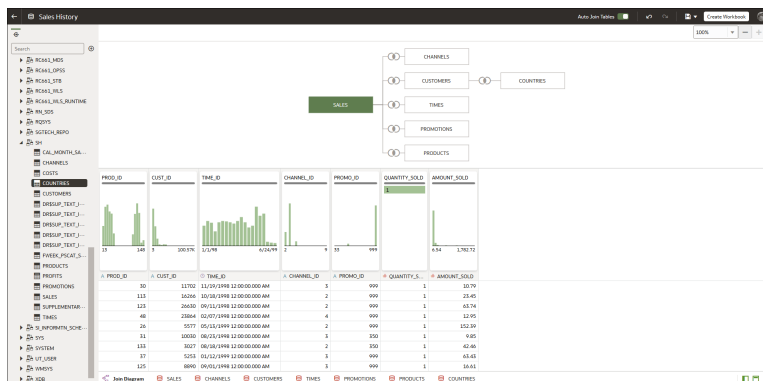 Sales History
Auto Join Tables
Create Workbook
100%
Search
RC661_MDS
RC661_OPSS
RC661_STB
RC661_WLS
RC661_WLS_RUNTIME
RN_SDS
RQSYS
SGTECH_REPO
SH
CAL_MONTH_SA...
CHANNELS
COSTS
COUNTRIES
CUSTOMERS
DR$SUP_TEXT_I...
DR$SUP_TEXT_I...
DR$SUP_TEXT_I...
DR$SUP_TEXT_I...
FWEEK_PSCAT_S...
PRODUCTS
PROFITS
PROMOTIONS
SALES
SUPPLEMENTAR...
TIMES
SI_INFORMTN_SCHE...
SYS
SYSTEM
UT_USER
WMSYS
XDB
CHANNELS
CUSTOMERS COUNTRIES
SALES TIMES
PROMOTIONS
PRODUCTS
PROD_ID CUST_ID TIME_ID CHANNEL_ID PROMO_ID QUANTITY_SOLD AMOUNT_SOLD
1
13 148 3 100.57K 1/1/98 6/24/99 2 9 33 999 6.54 1,782.72
A PROD_ID A CUST_ID TIME_ID A CHANNEL_ID A PROMO_ID # QUANTITY_S... # AMOUNT_SOLD
30 11702 11/19/1998 12:00:00.000 AM 3 999 1 10.79
113 16266 10/18/1998 12:00:00.000 AM 2 999 1 23.45
123 26630 09/11/1998 12:00:00.000 AM 2 999 1 63.74
48 23864 02/07/1998 12:00:00.000 AM 4 999 1 12.95
26 5577 05/13/1998 12:00:00.000 AM 2 999 1 152.39
31 10030 08/23/1998 12:00:00.000 AM 3 350 1 9.85
133 3027 08/18/1998 12:00:00.000 AM 2 350 1 42.46
37 5253 01/12/1999 12:00:00.000 AM 3 999 1 63.43
125 8890 09/01/1998 12:00:00.000 AM 3 999 1 16.61
Join Diagram SALES CHANNELS CUSTOMERS TIMES PROMOTIONS PRODUCTS COUNTRIES